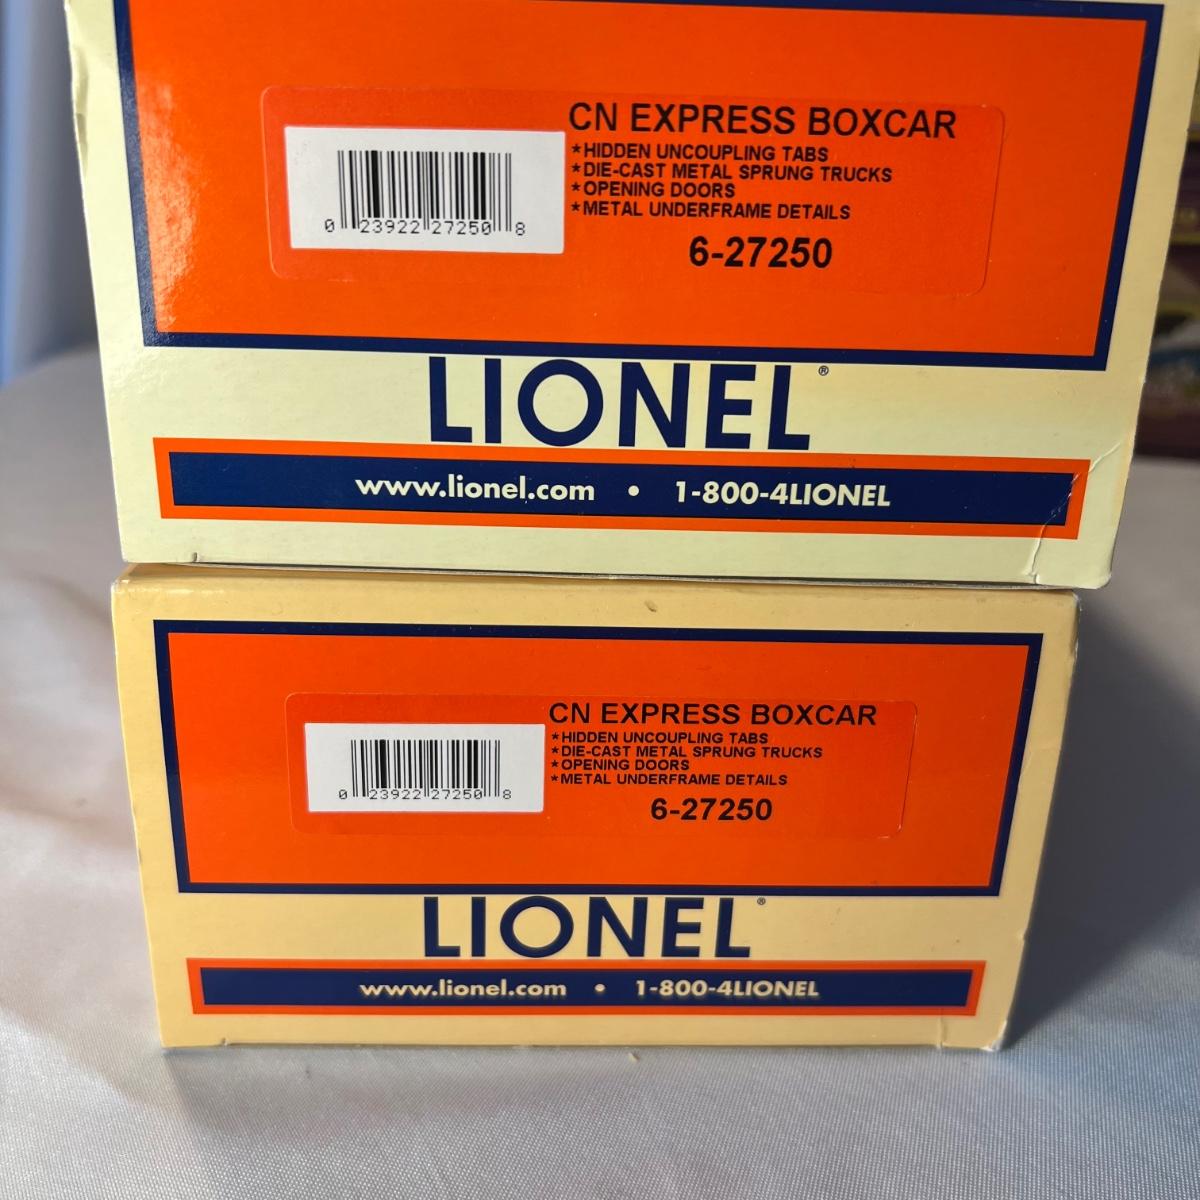 CN EXPRESS BOXCAR
*HIDDEN UNCOUPLING TABS
*DIE-CAST METAL SPRUNG TRUCKS
*OPENING DOORS
*METAL UNDERFRAME DETAILS
6-27250
0 23922 27250 8
LIONEL®
www.lionel.com • 1-800-4LIONEL
CN EXPRESS BOXCAR
*HIDDEN UNCOUPLING TABS
*DIE-CAST METAL SPRUNG TRUCKS
*OPENING DOORS
*METAL UNDERFRAME DETAILS
6-27250
0 23922 27250 8
LIONEL®
www.lionel.com • 1-800-4LIONEL